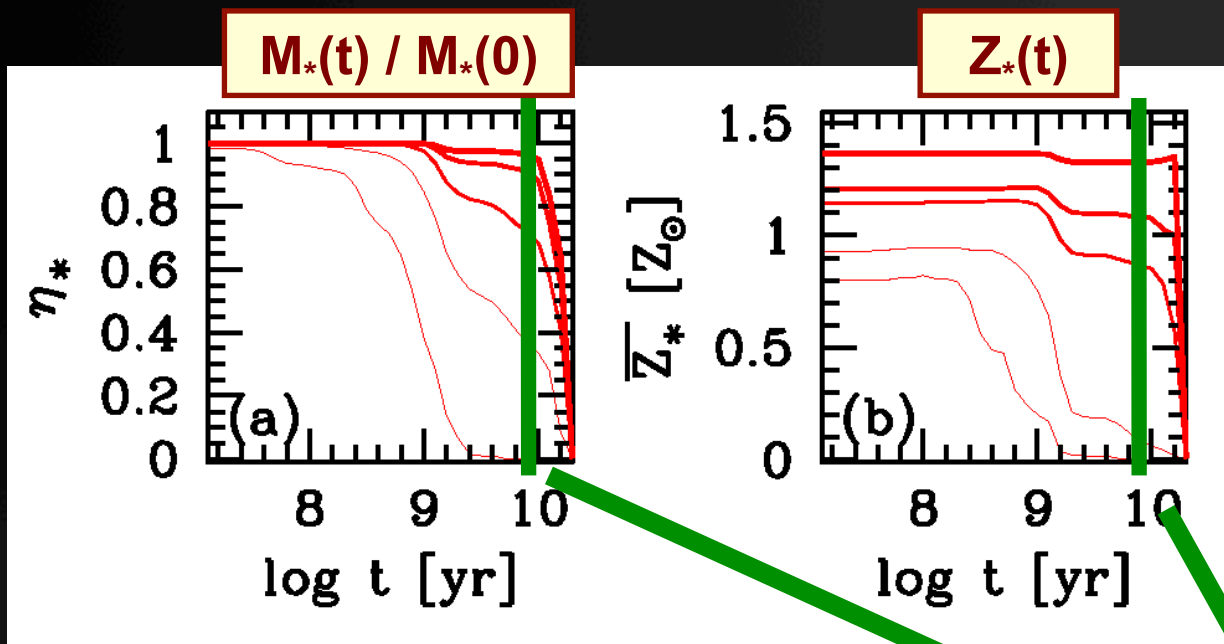 M*(t) / M*(0)
Z*(t)
1
0.8
0.6
0.4
0.2
0
η*
(a)
8
9
10
log t [yr]
1.5
1
0.5
0
Z̅* [Z⊙]
(b)
8
9
10
log t [yr]